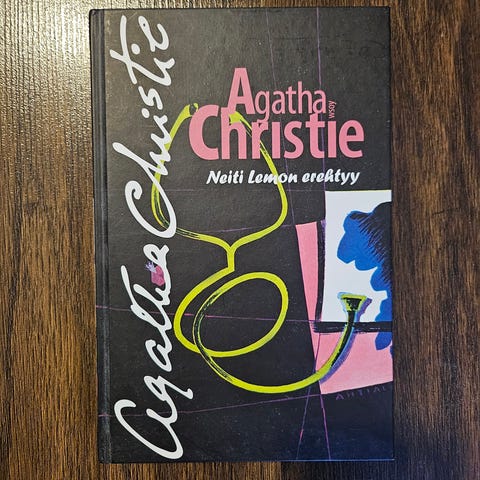 Agatha Christie
Agatha
wsoy
Christie
Neiti Lemon erehtyy